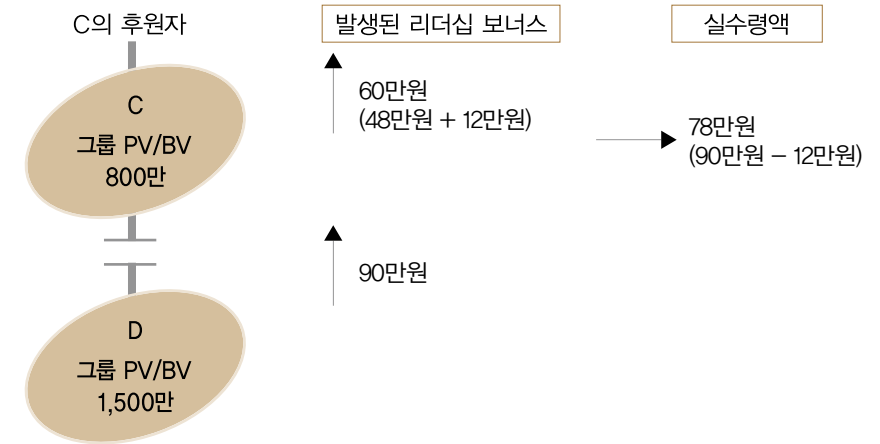 C의 후원자
발생된 리더십 보너스
실수령액
C
그룹 PV/BV
800만
60만원
(48만원 + 12만원)
78만원
(90만원 − 12만원)
90만원
D
그룹 PV/BV
1,500만